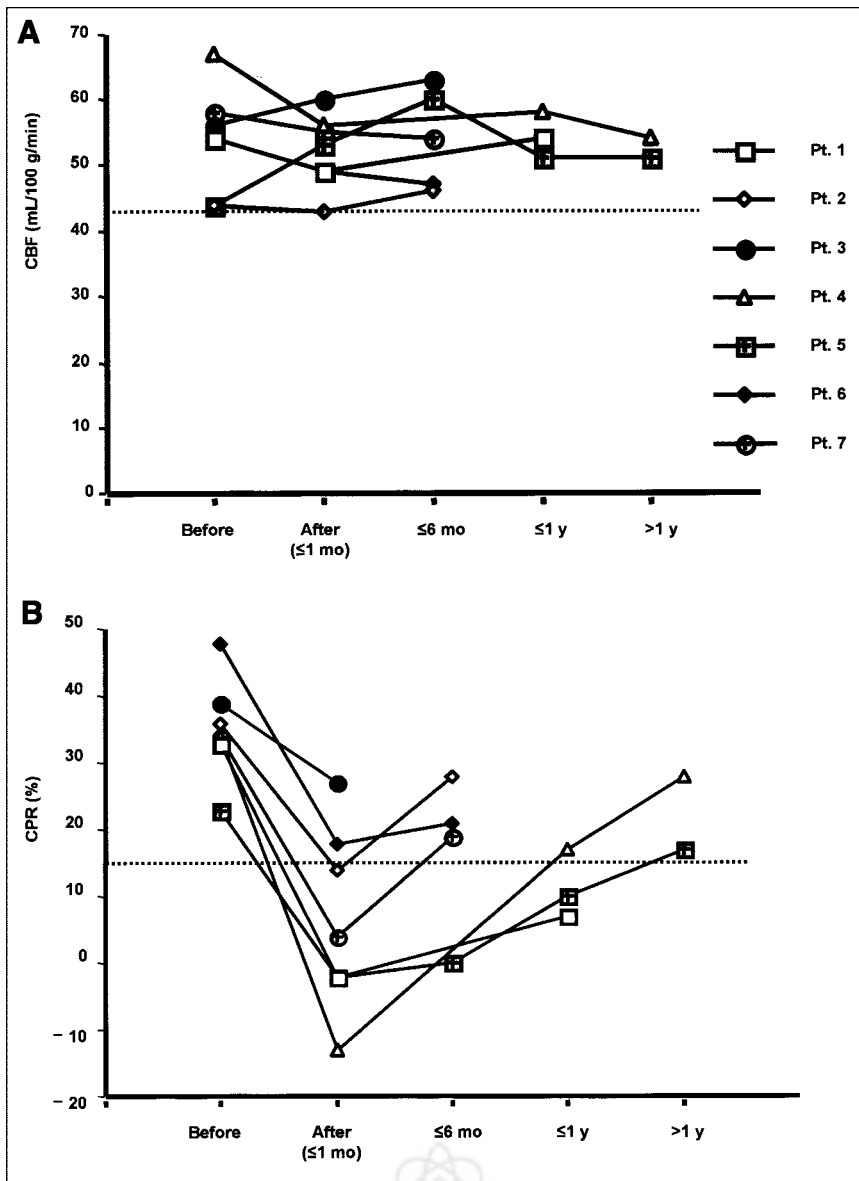 A
CBF (mL/100 g/min)
70
60
50
40
30
20
10
0
Before
After
(≤1 mo)
≤6 mo
≤1 y
>1 y
Pt. 1
Pt. 2
Pt. 3
Pt. 4
Pt. 5
Pt. 6
Pt. 7
B
CPR (%)
50
40
30
20
10
0
– 10
– 20
Before
After
(≤1 mo)
≤6 mo
≤1 y
>1 y